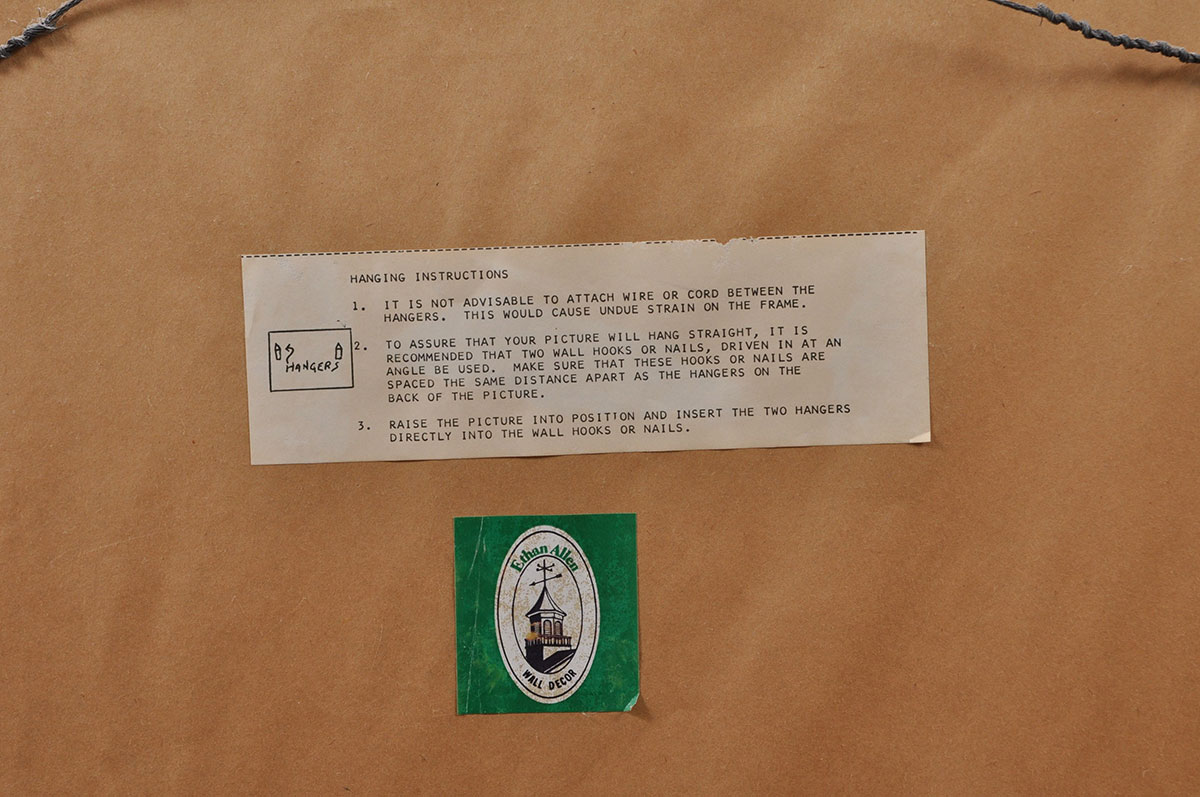 HANGING INSTRUCTIONS
1. IT IS NOT ADVISABLE TO ATTACH WIRE OR CORD BETWEEN THE
HANGERS. THIS WOULD CAUSE UNDUE STRAIN ON THE FRAME.
2. TO ASSURE THAT YOUR PICTURE WILL HANG STRAIGHT, IT IS
RECOMMENDED THAT TWO WALL HOOKS OR NAILS, DRIVEN IN AT AN
ANGLE BE USED. MAKE SURE THAT THESE HOOKS OR NAILS ARE
SPACED THE SAME DISTANCE APART AS THE HANGERS ON THE
BACK OF THE PICTURE.
HANGERS
3. RAISE THE PICTURE INTO POSITION AND INSERT THE TWO HANGERS
DIRECTLY INTO THE WALL HOOKS OR NAILS.
Ethan Allen
WALL DECOR